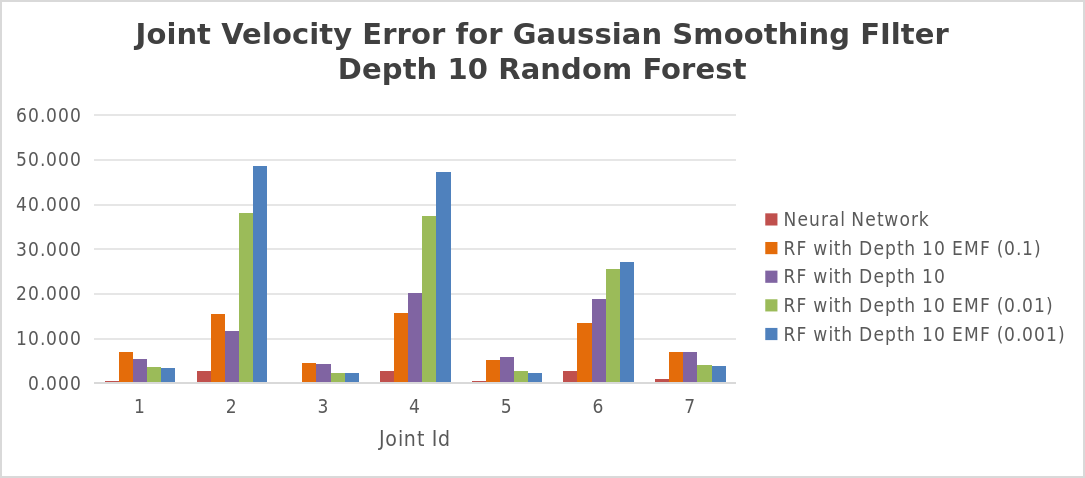 Joint Velocity Error for Gaussian Smoothing FIlter
Depth 10 Random Forest
60.000
50.000
40.000
30.000
20.000
10.000
0.000
1 2 3 4 5 6 7
Joint Id
Neural Network
RF with Depth 10 EMF (0.1)
RF with Depth 10
RF with Depth 10 EMF (0.01)
RF with Depth 10 EMF (0.001)